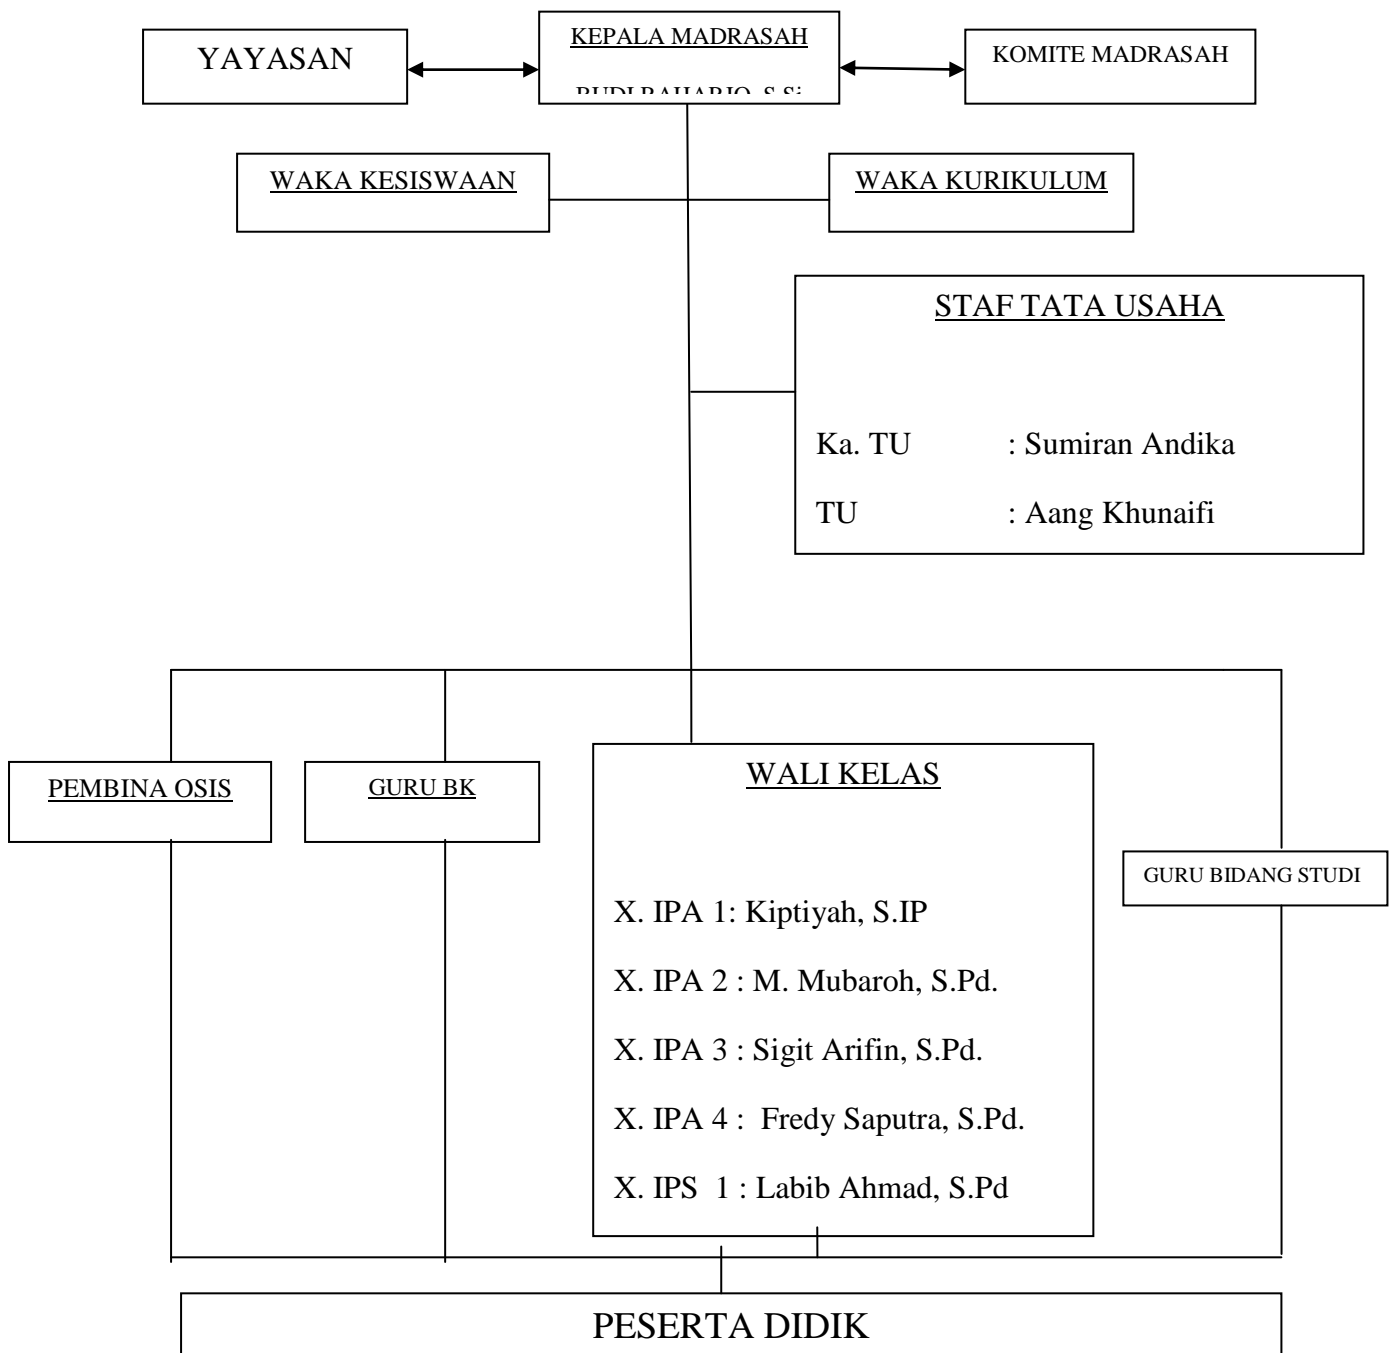 YAYASAN
KEPALA MADRASAH
KOMITE MADRASAH
WAKA KESISWAAN
WAKA KURIKULUM
STAF TATA USAHA
Ka. TU : Sumiran Andika
TU : Aang Khunaifi
PEMBINA OSIS
GURU BK
WALI KELAS
X. IPA 1: Kiptiyah, S.IP
X. IPA 2 : M. Mubaroh, S.Pd.
X. IPA 3 : Sigit Arifin, S.Pd.
X. IPA 4 :  Fredy Saputra, S.Pd.
X. IPS  1 : Labib Ahmad, S.Pd
GURU BIDANG STUDI
PESERTA DIDIK